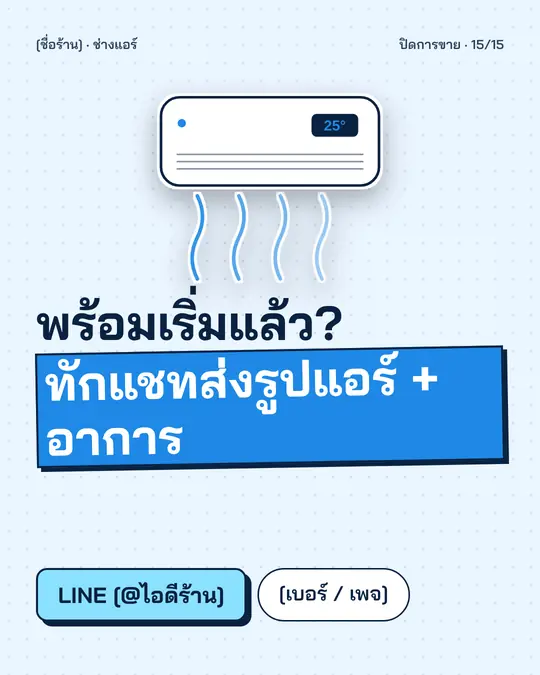 (ชื่อร้าน) · ช่างแอร์
ปิดการขาย · 15/15
25°
พร้อมเริ่มแล้ว?
ทักแชทส่งรูปแอร์ +
อาการ
LINE (@ไอดีร้าน)
(เบอร์ / เพจ)